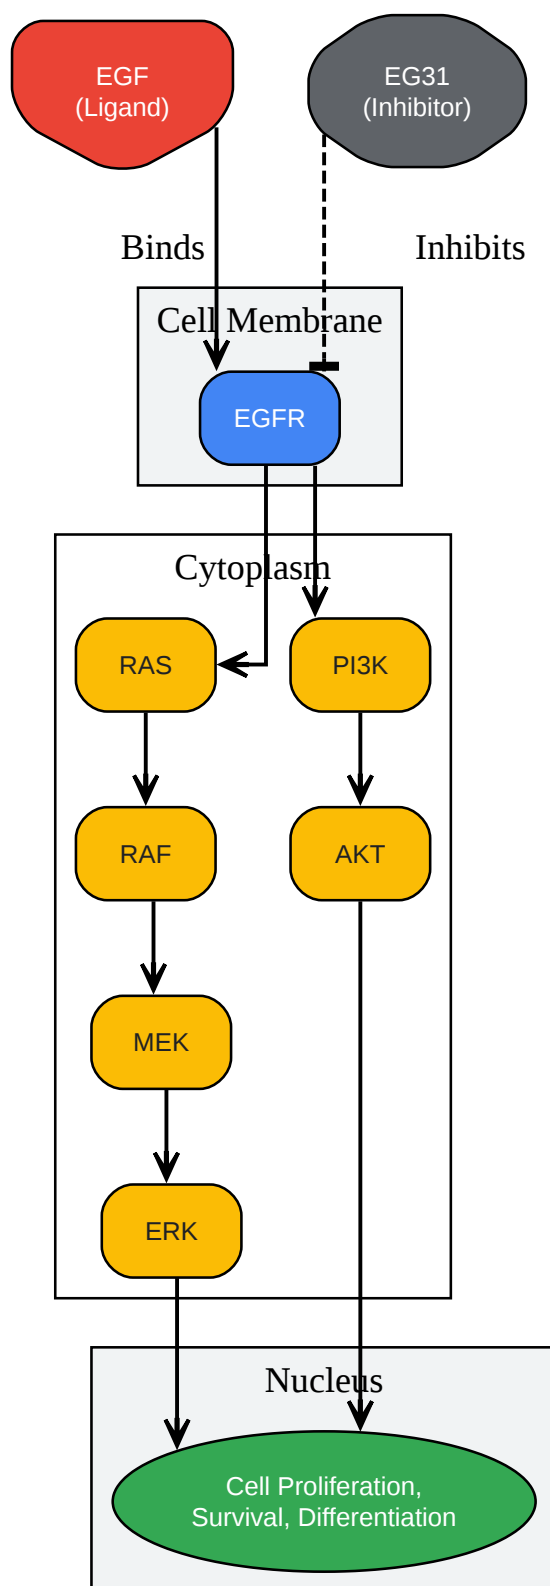 EGF
(Ligand)
EG31
(Inhibitor)
Binds
Inhibits
Cell Membrane
EGFR
Cytoplasm
RAS
PI3K
RAF
AKT
MEK
ERK
Nucleus
Cell Proliferation,
Survival, Differentiation